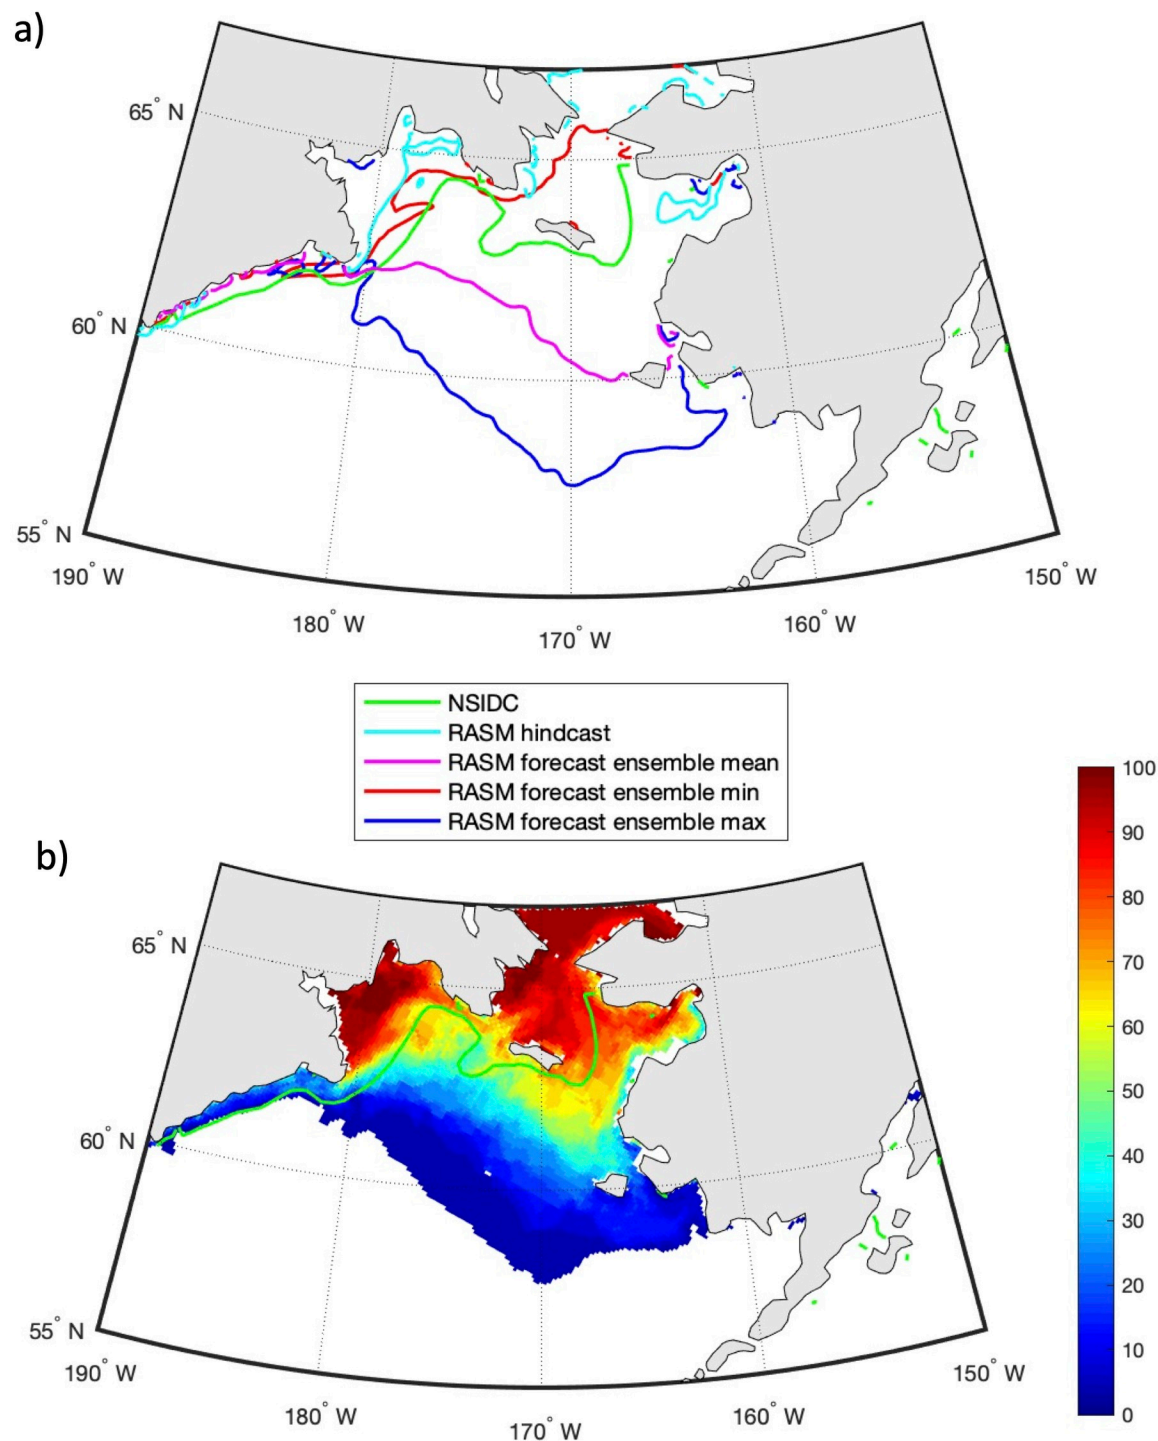 a)
65° N
60° N
55° N
190° W
180° W
170° W
160° W
150° W
NSIDC
RASM hindcast
RASM forecast ensemble mean
RASM forecast ensemble min
RASM forecast ensemble max
b)
65° N
60° N
55° N
190° W
180° W
170° W
160° W
150° W
100
90
80
70
60
50
40
30
20
10
0